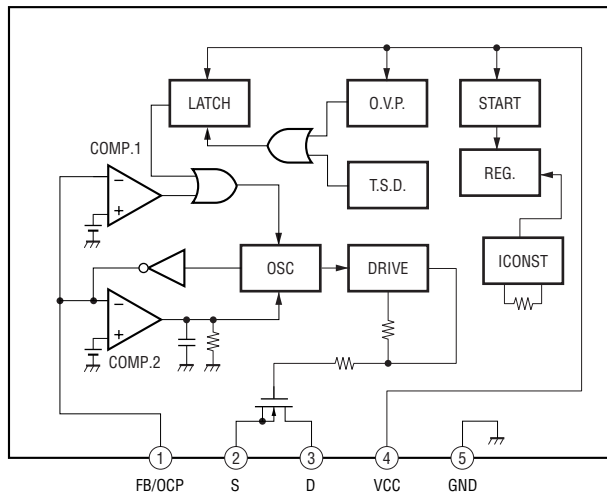 LATCH
O.V.P.
START
COMP.1
−
+
T.S.D.
REG.
OSC
DRIVE
ICONST
−
+
COMP.2
1
2
3
4
5
FB/OCP
S
D
VCC
GND